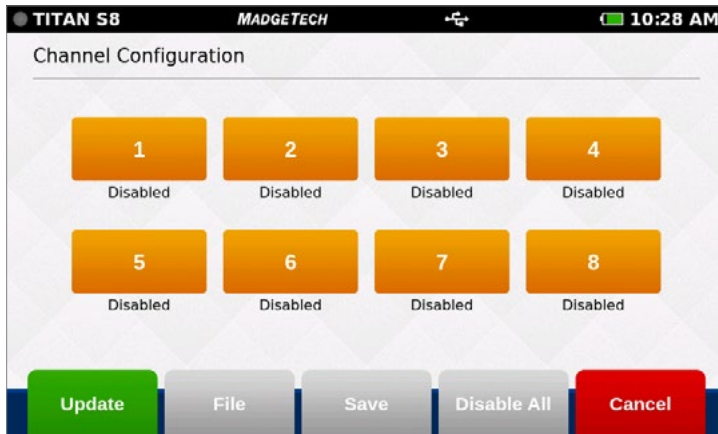 TITAN S8 MADGETECH 10:28 AM
Channel Configuration
1 2 3 4
Disabled Disabled Disabled Disabled
5 6 7 8
Disabled Disabled Disabled Disabled
Update File Save Disable All Cancel